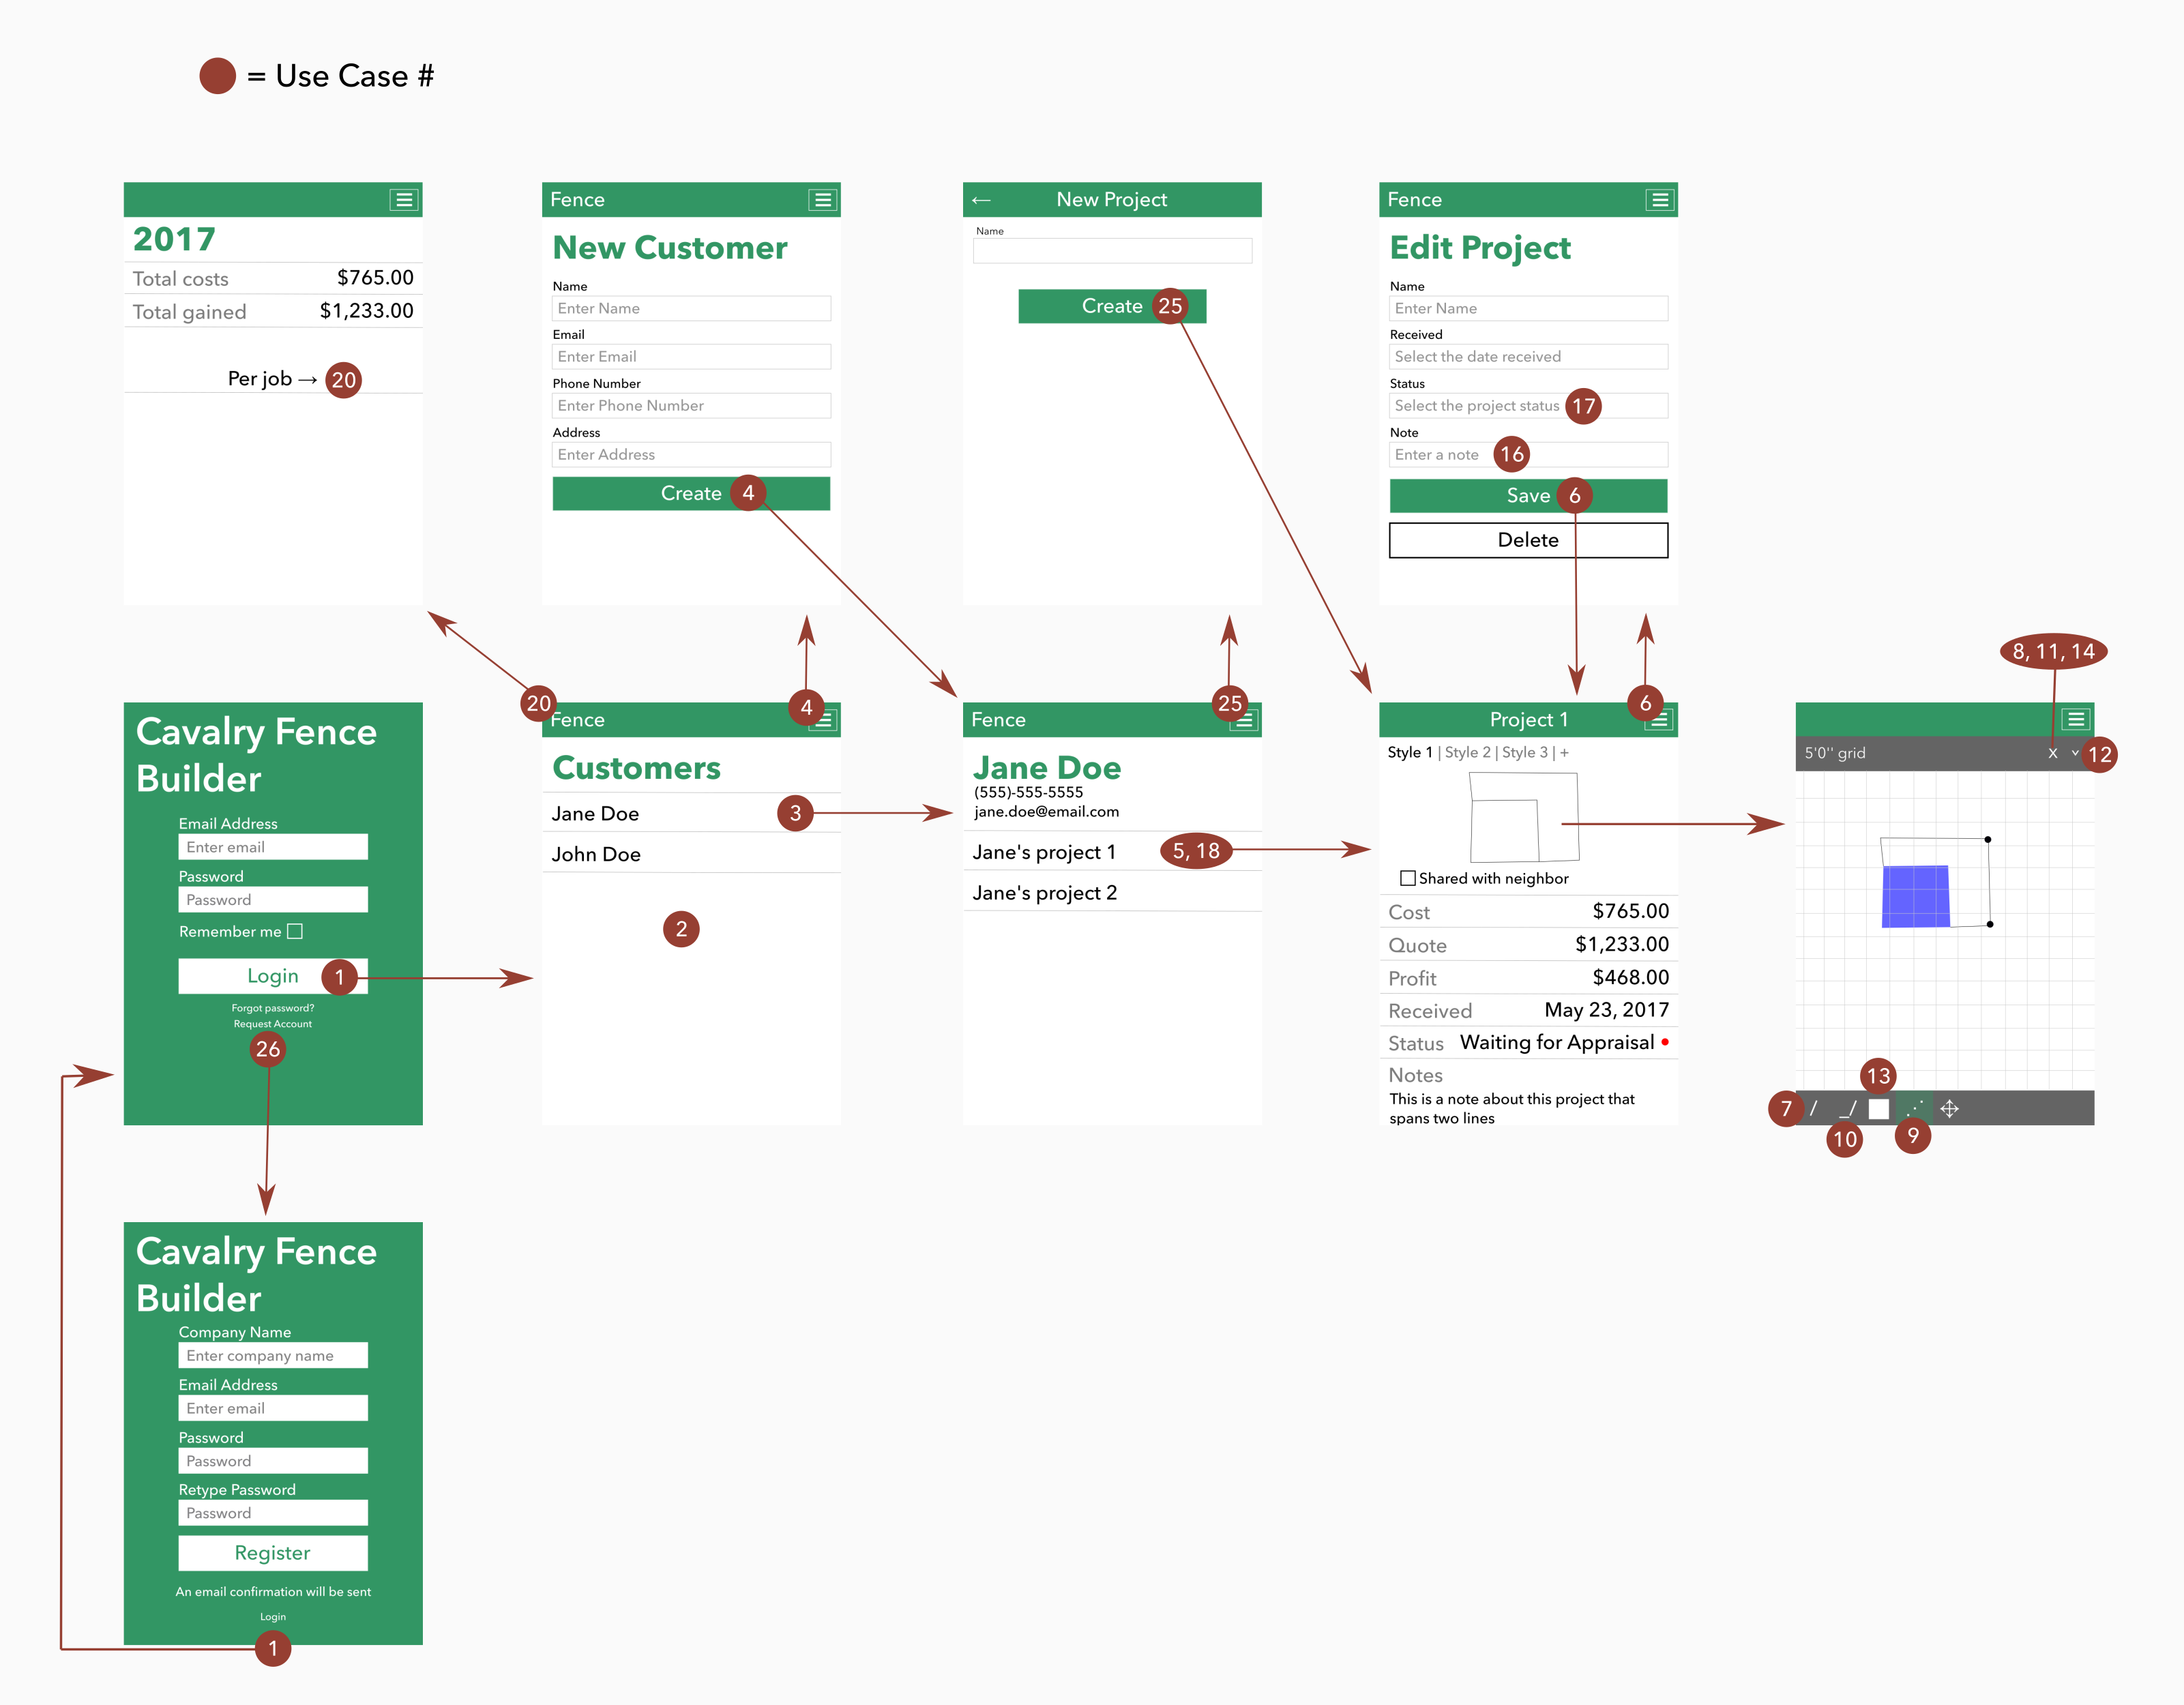 = Use Case #
2017
Total costs $765.00
Total gained $1,233.00
Per job → 20
Fence
New Customer
Name
Enter Name
Email
Enter Email
Phone Number
Enter Phone Number
Address
Enter Address
Create 4
← New Project
Name
Create 25
Fence
Edit Project
Name
Enter Name
Received
Select the date received
Status
Select the project status 17
Note
Enter a note 16
Save 6
Delete
Cavalry Fence
Builder
Email Address
Enter email
Password
Password
Remember me
Login 1
Forgot password?
Request Account
26
20
4
Fence
Customers
Jane Doe 3
John Doe
2
25
Fence
Jane Doe
(555)-555-5555
jane.doe@email.com
Jane's project 1 5, 18
Jane's project 2
6
Project 1
Style 1 | Style 2 | Style 3 | +
Shared with neighbor
Cost $765.00
Quote $1,233.00
Profit $468.00
Received May 23, 2017
Status Waiting for Appraisal
Notes
This is a note about this project that
spans two lines
8, 11, 14
5'0'' grid X 12
13
7 / _/
10 9
Cavalry Fence
Builder
Company Name
Enter company name
Email Address
Enter email
Password
Password
Retype Password
Password
Register
An email confirmation will be sent
Login
1